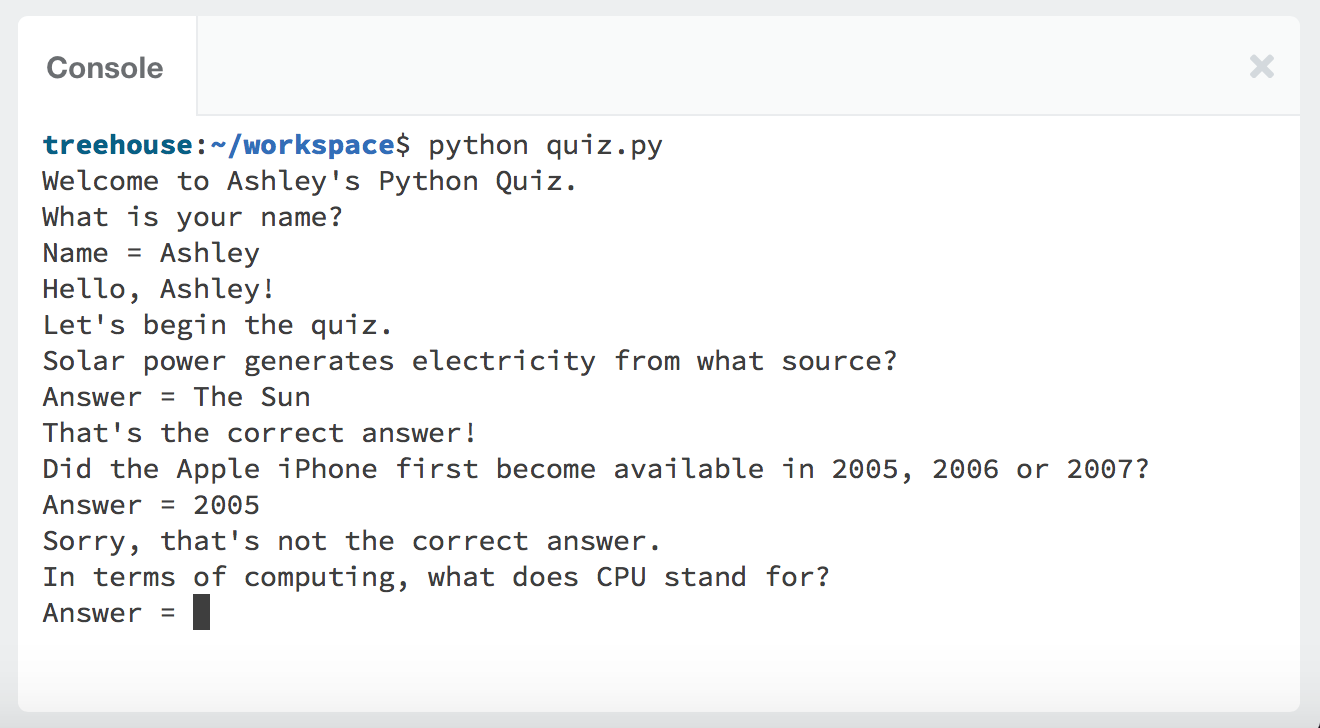 Console
treehouse:~/workspace$ python quiz.py
Welcome to Ashley's Python Quiz.
What is your name?
Name = Ashley
Hello, Ashley!
Let's begin the quiz.
Solar power generates electricity from what source?
Answer = The Sun
That's the correct answer!
Did the Apple iPhone first become available in 2005, 2006 or 2007?
Answer = 2005
Sorry, that's not the correct answer.
In terms of computing, what does CPU stand for?
Answer =